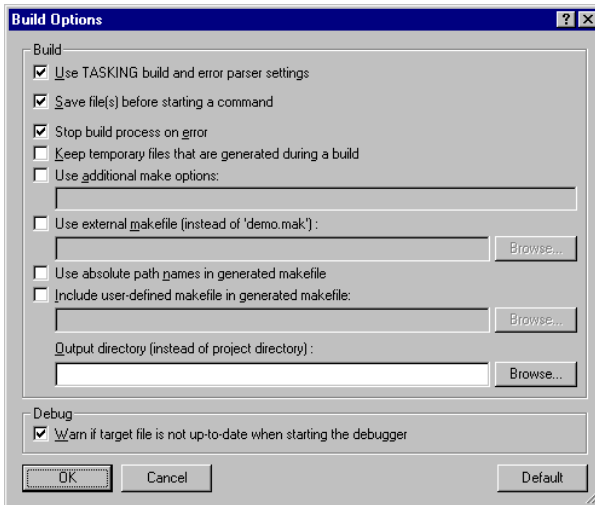 Build Options
Build
Use TASKING build and error parser settings
Save file(s) before starting a command
Stop build process on error
Keep temporary files that are generated during a build
Use additional make options:
Use external makefile (instead of 'demo.mak') :
Browse...
Use absolute path names in generated makefile
Include user-defined makefile in generated makefile:
Browse...
Output directory (instead of project directory) :
Browse...
Debug
Warn if target file is not up-to-date when starting the debugger
OK Cancel Default